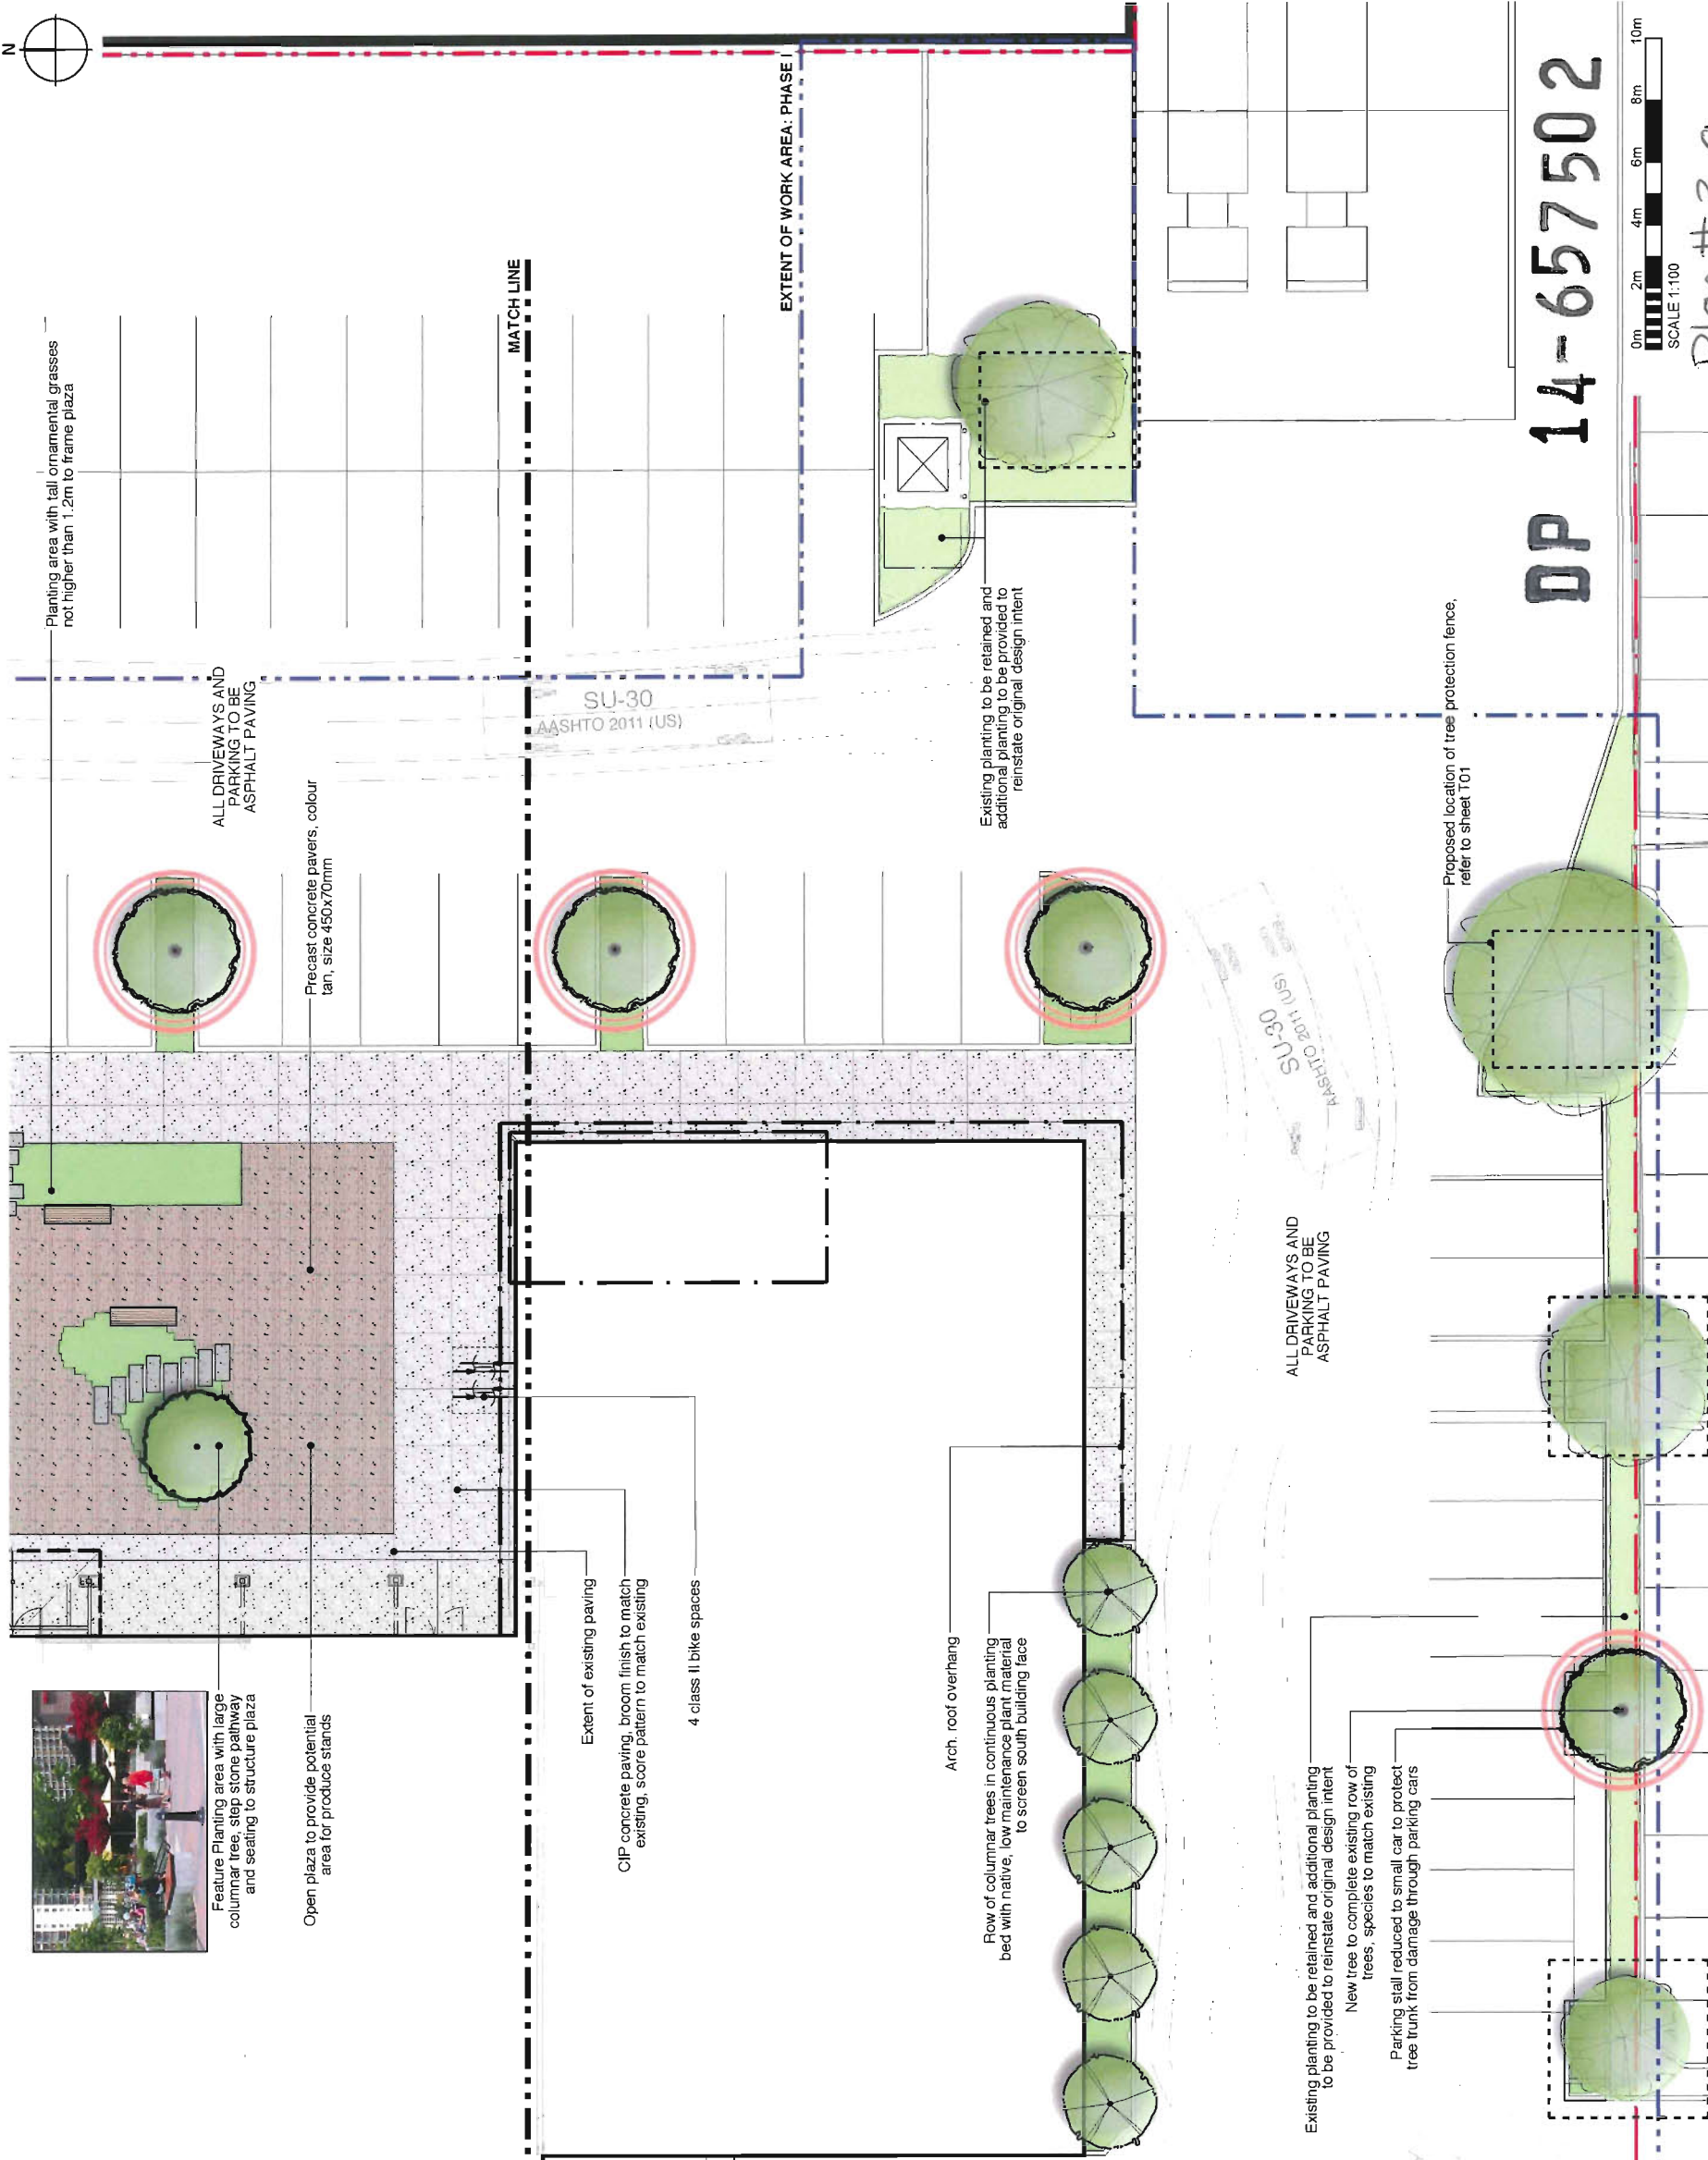 N
Planting area with tall ornamental grasses
not higher than 1.2m to frame plaza
ALL DRIVEWAYS AND
PARKING TO BE
ASPHALT PAVING
Precast concrete pavers, colour
tan, size 450x70mm
Feature Planting area with large
columnar tree, step stone pathway
and seating to structure plaza
Open plaza to provide potential
area for produce stands
MATCH LINE
EXTENT OF WORK AREA: PHASE I
SU-30
AASHTO 2011 (US)
Extent of existing paving
CIP concrete paving, broom finish to match
existing, score pattern to match existing
4 class II bike spaces
Existing planting to be retained and
additional planting to be provided to
reinstate original design intent
Arch. roof overhang
Row of columnar trees in continuous planting
bed with native, low maintenance plant material
to screen south building face
SU-30
AASHTO 2011 (US)
ALL DRIVEWAYS AND
PARKING TO BE
ASPHALT PAVING
Proposed location of tree protection fence,
refer to sheet T01
Existing planting to be retained and additional planting
to be provided to reinstate original design intent
New tree to complete existing row of
trees, species to match existing
Parking stall reduced to small car to protect
tree trunk from damage through parking cars
DP 14-657502
0m 2m 4m 6m 8m 10m
SCALE 1:100